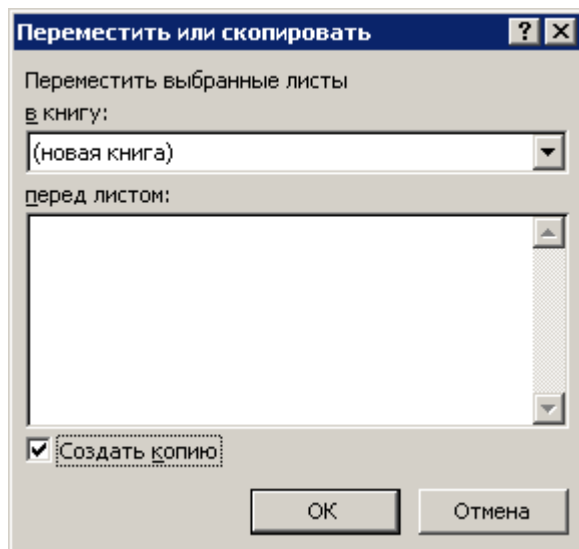 Переместить или скопировать
Переместить выбранные листы
в книгу:
(новая книга)
перед листом:
Создать копию
ОК Отмена